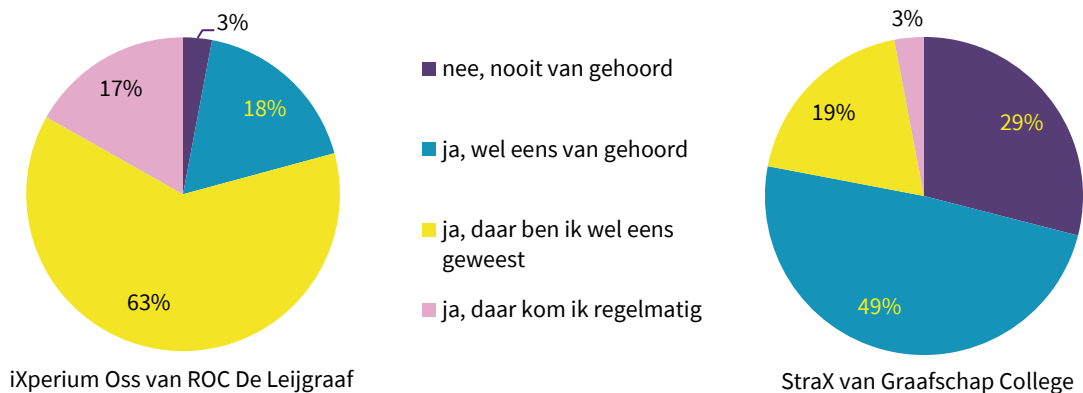 3%
17%
18%
63%
iXperium Oss van ROC De Leijgraaf
nee, nooit van gehoord
ja, wel eens van gehoord
ja, daar ben ik wel eens
geweest
ja, daar kom ik regelmatig
3%
19%
29%
49%
StraX van Graafschap College